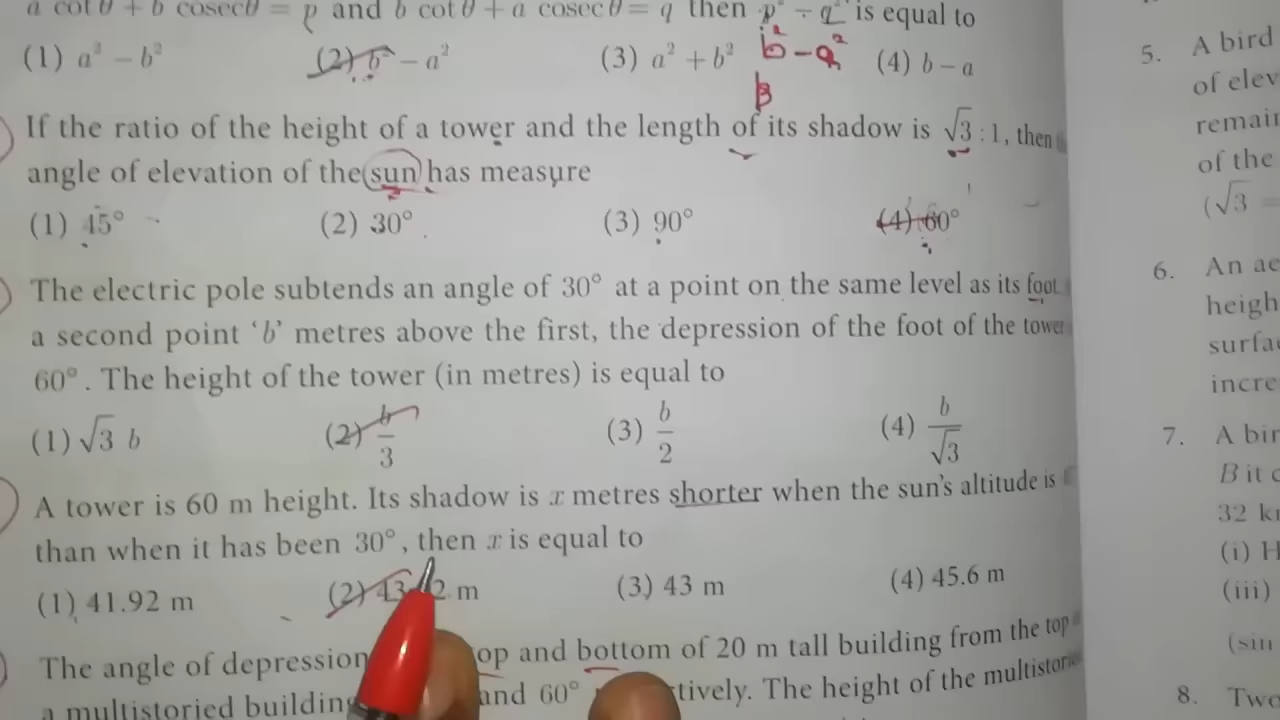 a cot θ + b cosec θ = p and b cot θ + a cosec θ = q then p² − q² is equal to
(1) a² − b² (2) b² − a² (3) a² + b² (4) b − a
b² − a²
b
If the ratio of the height of a tower and the length of its shadow is √3 : 1, then
angle of elevation of the sun has measure
(1) 45° (2) 30° (3) 90° (4) 60°
The electric pole subtends an angle of 30° at a point on the same level as its foot.
a second point ‘b’ metres above the first, the depression of the foot of the tower
60°. The height of the tower (in metres) is equal to
(1) √3 b (2) b/3 (3) b/2 (4) b/√3
A tower is 60 m height. Its shadow is x metres shorter when the sun’s altitude is
than when it has been 30°, then x is equal to
(1) 41.92 m (2) 43. 2 m (3) 43 m (4) 45.6 m
The angle of depression op and bottom of 20 m tall building from the top
a multistoried building and 60° tively. The height of the multistorie
5. A bird
of elev
remain
of the
(√3 =
6. An ae
heigh
surfa
incre
7. A bir
B it
32 k
(i) H
(iii)
(sin
8. Two